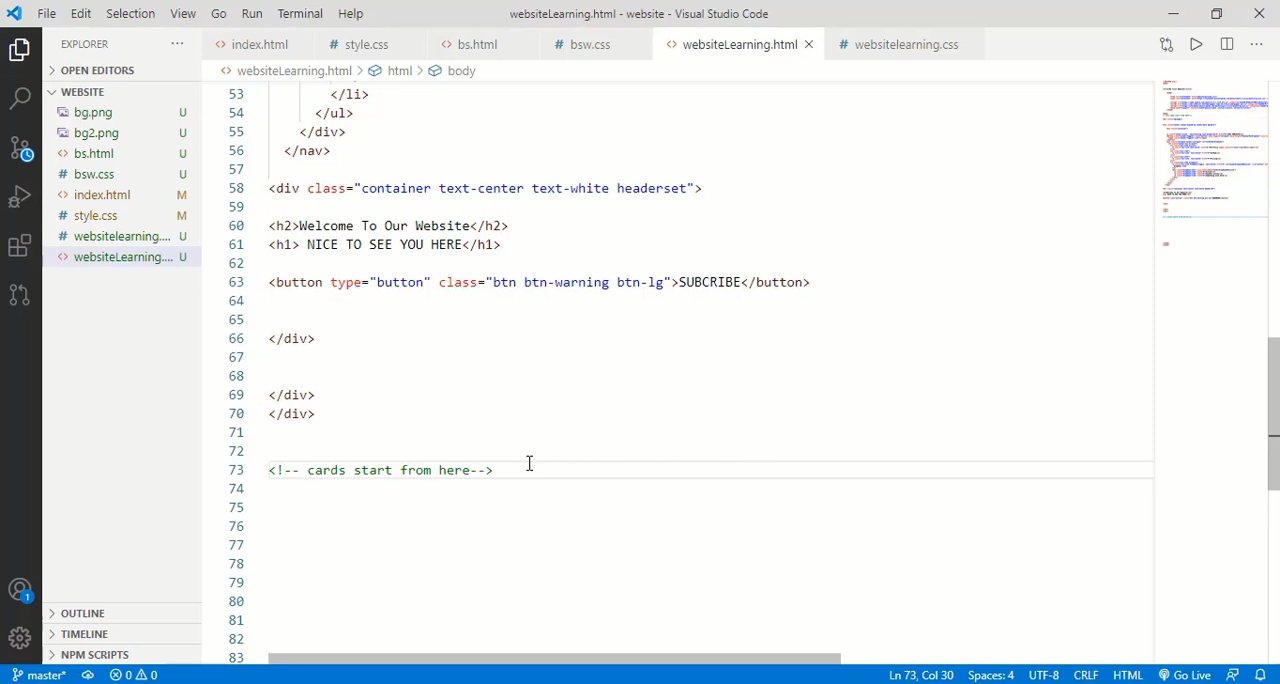 File Edit Selection View Go Run Terminal Help
websiteLearning.html - website - Visual Studio Code
EXPLORER
index.html
style.css
bs.html
bsw.css
websiteLearning.html
websitelearning.css
OPEN EDITORS
websiteLearning.html > html > body
WEBSITE
bg.png U
bg2.png U
bs.html U
bsw.css U
index.html M
style.css M
websitelearning.... U
websiteLearning.... U
OUTLINE
TIMELINE
NPM SCRIPTS
53 </li>
54 </ul>
55 </div>
56 </nav>
57
58 <div class="container text-center text-white headerset">
59
60 <h2>Welcome To Our Website</h2>
61 <h1> NICE TO SEE YOU HERE</h1>
62
63 <button type="button" class="btn btn-warning btn-lg">SUBCRIBE</button>
64
65
66 </div>
67
68
69 </div>
70 </div>
71
72
73 <!-- cards start from here-->
74
75
76
77
78
79
80
81
82
83
1
master* 0 0 Ln 73, Col 30 Spaces: 4 UTF-8 CRLF HTML Go Live